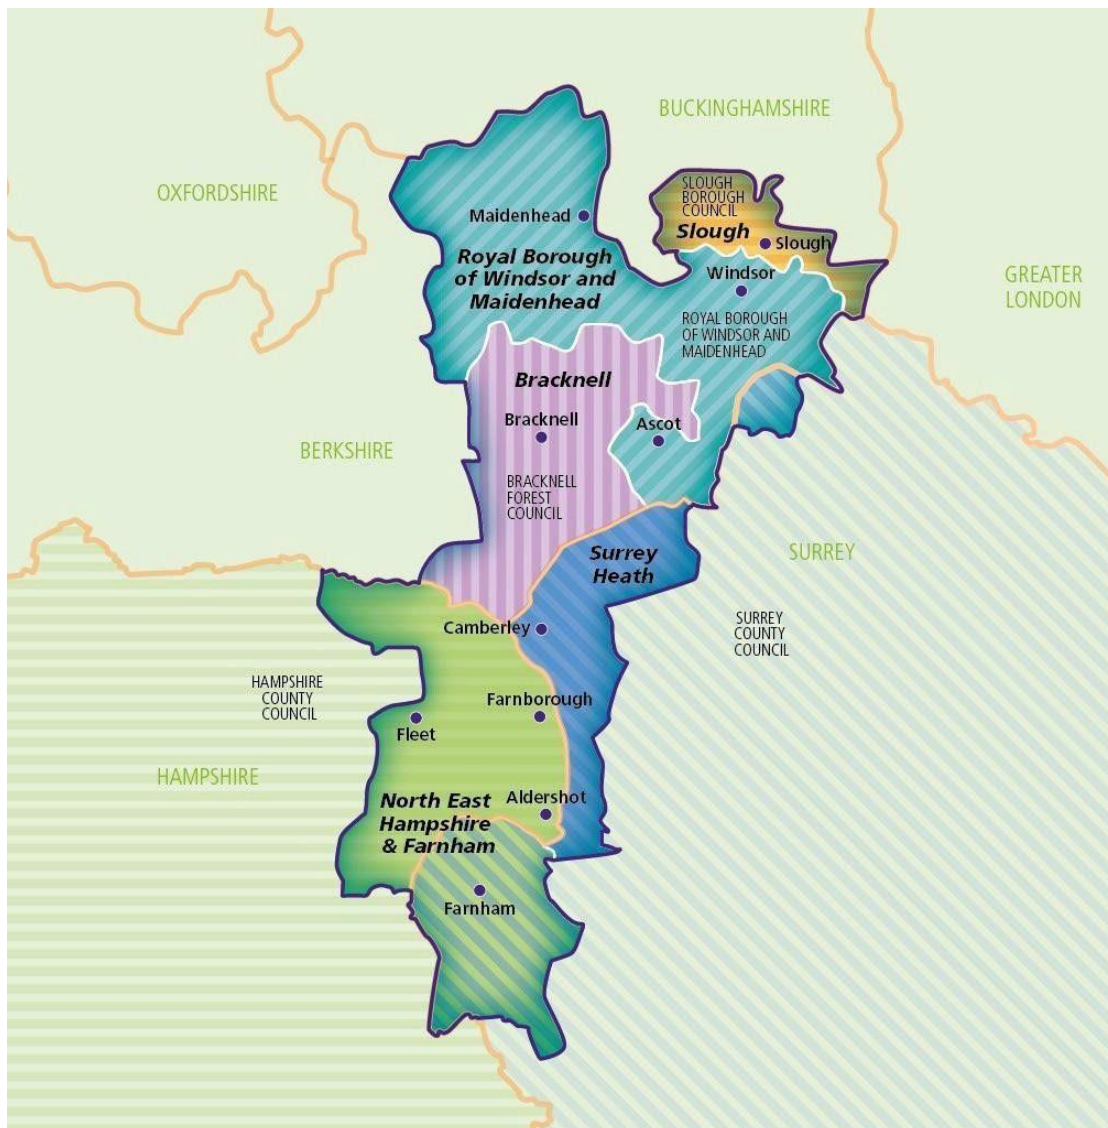 BUCKINGHAMSHIRE
OXFORDSHIRE
SLOUGH
BOROUGH
COUNCIL
Slough
Slough
Maidenhead
Royal Borough
of Windsor and
Maidenhead
Windsor
GREATER
LONDON
ROYAL BOROUGH
OF WINDSOR AND
MAIDENHEAD
Bracknell
Bracknell
Ascot
BERKSHIRE
BRACKNELL
FOREST
COUNCIL
Surrey
Heath
SURREY
Camberley
SURREY
COUNTY
COUNCIL
HAMPSHIRE
COUNTY
COUNCIL
Farnborough
Fleet
HAMPSHIRE
Aldershot
North East
Hampshire
& Farnham
Farnham